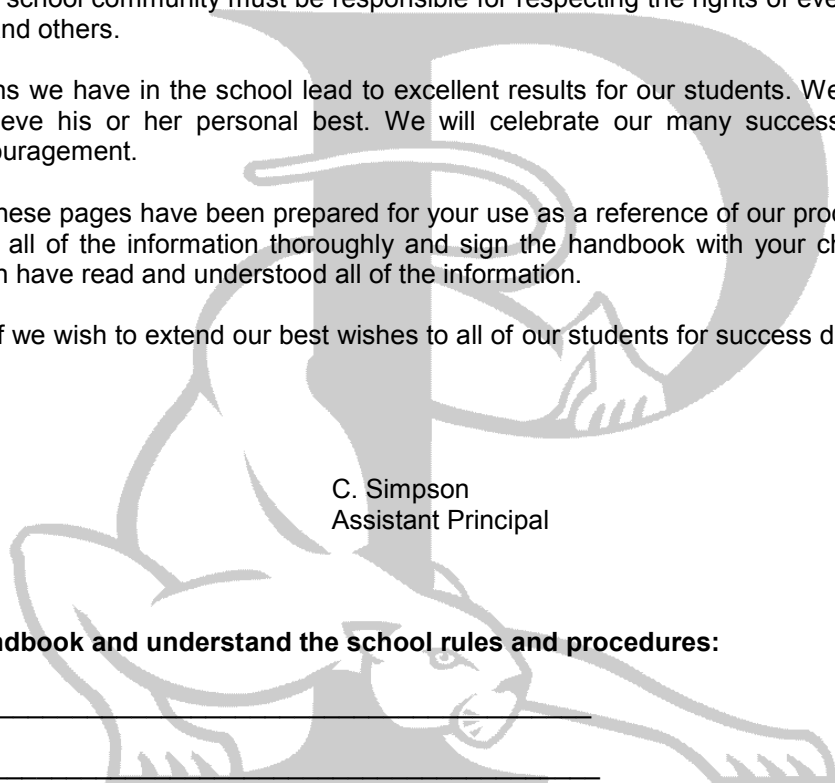 school community must be responsible for respecting the rights of eve
nd others.
ns we have in the school lead to excellent results for our students. We
ieve his or her personal best. We will celebrate our many success
ouragement.
hese pages have been prepared for your use as a reference of our proc
all of the information thoroughly and sign the handbook with your ch
n have read and understood all of the information.
f we wish to extend our best wishes to all of our students for success d
C. Simpson
Assistant Principal
ndbook and understand the school rules and procedures:
P